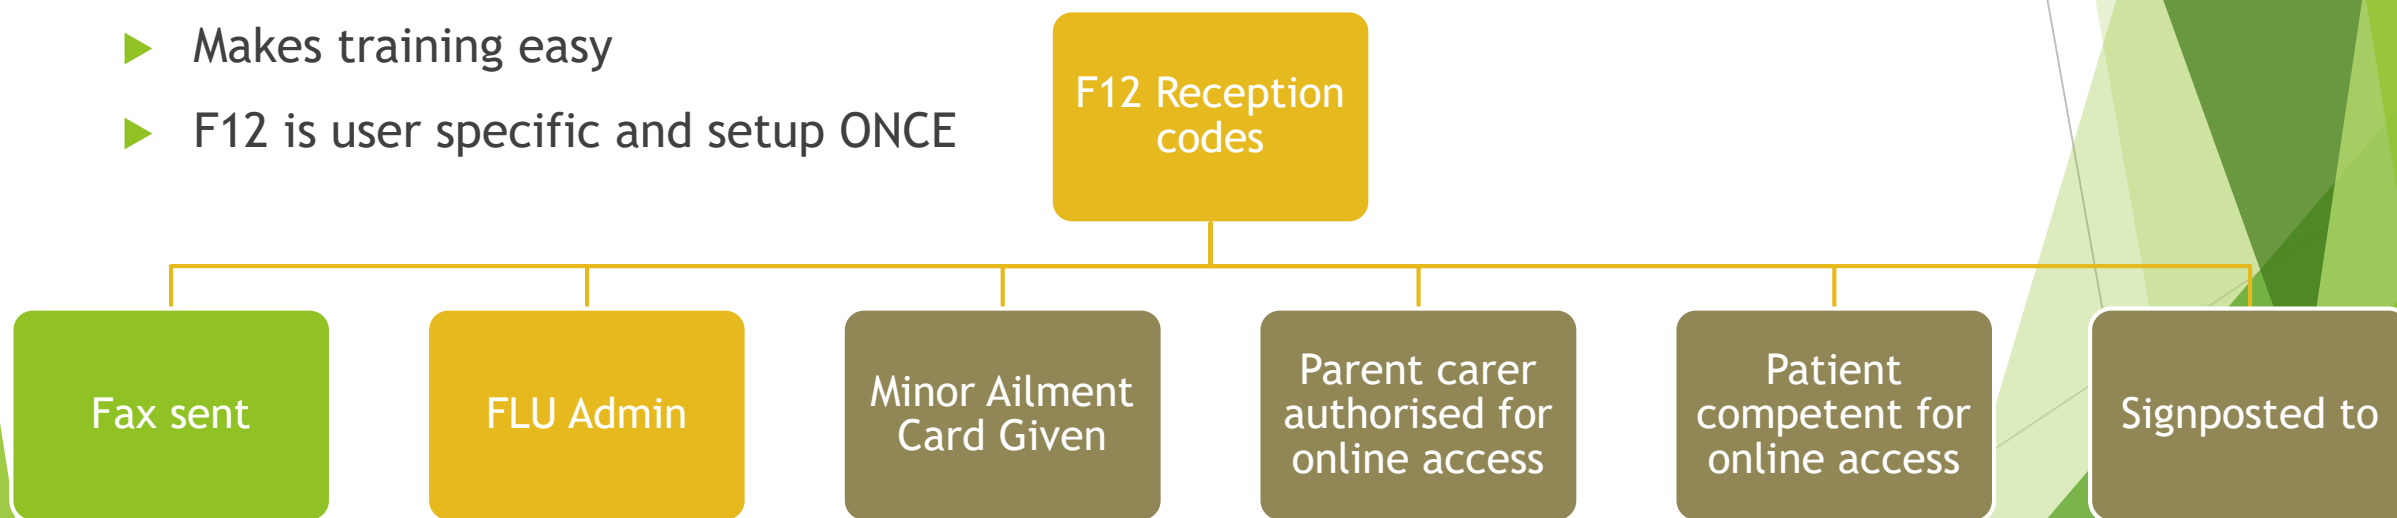 Makes training easy
F12 is user specific and setup ONCE
F12 Reception
codes
Fax sent
FLU Admin
Minor Ailment
Card Given
Parent carer
authorised for
online access
Patient
competent for
online access
Signposted to